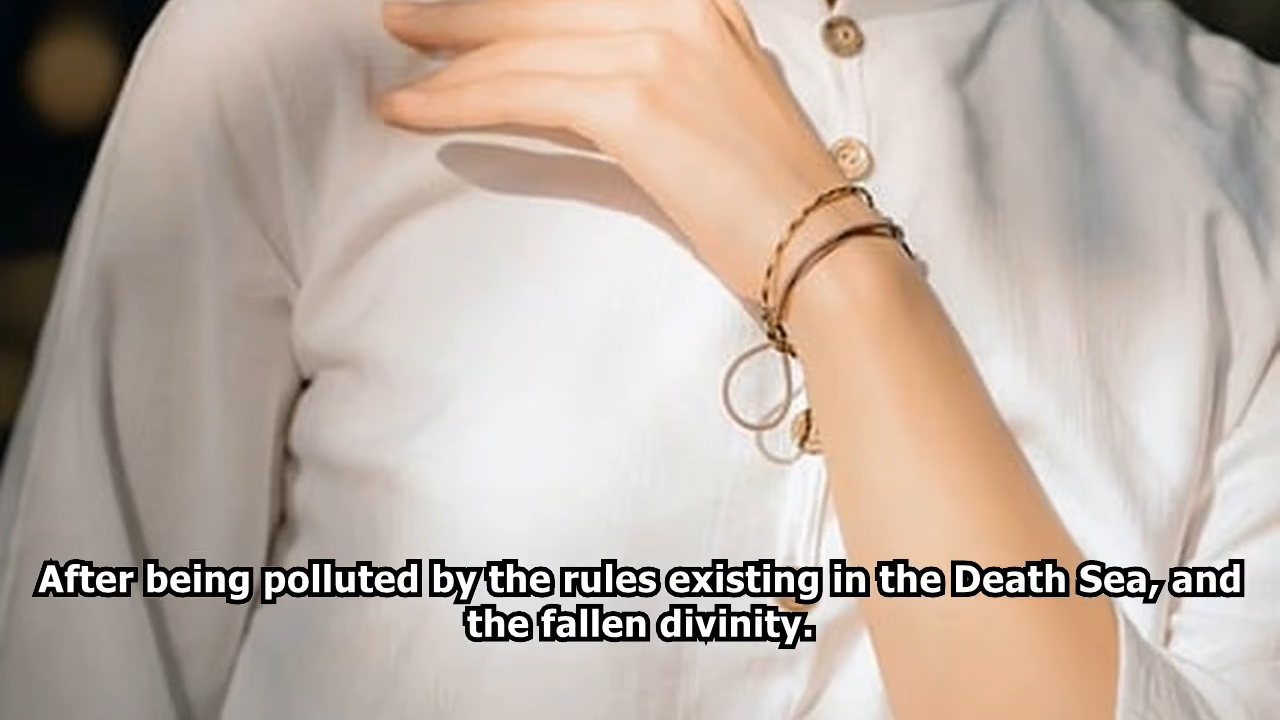 After being polluted by the rules existing in the Death Sea, and
the fallen divinity.